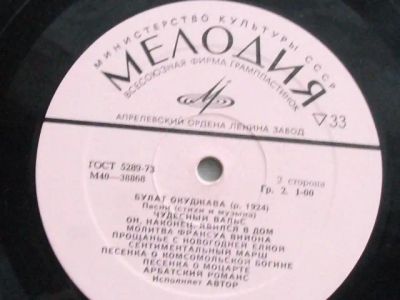 МИНИСТЕРСТВО КУЛЬТУРЫ СССР
МЕЛОДИЯ
ВСЕСОЮЗНАЯ ФИРМА ГРАМПЛАСТИНОК
АПРЕЛЕВСКИЙ ОРДЕНА ЛЕНИНА ЗАВОД
▽33
ГОСТ 5289-73
М40—38868
2 сторона
Гр. 2. 1-90
БУЛАТ ОКУДЖАВА (р. 1924)
Песни (стихи и музыка)
ЧУДЕСНЫЙ ВАЛЬС
ОН, НАКОНЕЦ, ЯВИЛСЯ В ДОМ
МОЛИТВА ФРАНСУА ВИЙОНА
ПРОЩАНЬЕ С НОВОГОДНЕЙ ЕЛКОЙ
СЕНТИМЕНТАЛЬНЫЙ МАРШ
ПЕСЕНКА О КОМСОМОЛЬСКОЙ БОГИНЕ
ПЕСЕНКА О МОЦАРТЕ
АРБАТСКИЙ РОМАНС
Исполняет АВТОР